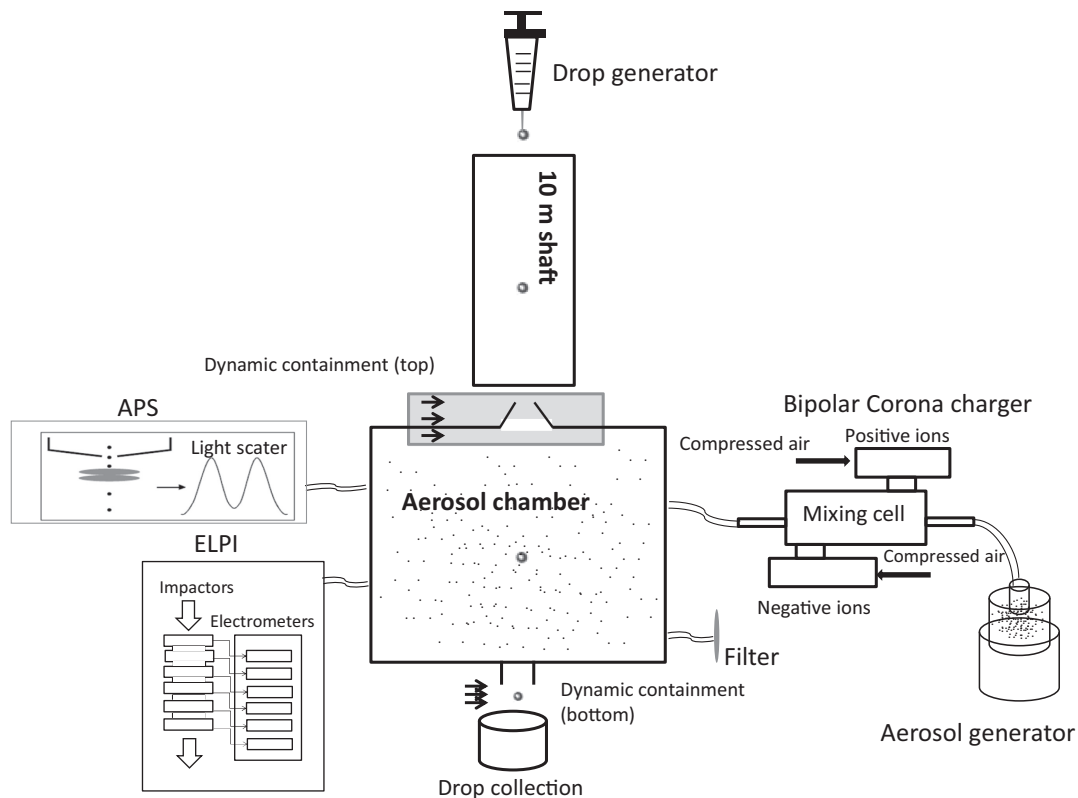 Drop generator
10 m shaft
Dynamic containment (top)
APS
Light scater
Bipolar Corona charger
Compressed air
Positive ions
Aerosol chamber
Mixing cell
ELPI
Compressed air
Impactors
Negative ions
Electrometers
Filter
Dynamic containment
(bottom)
Aerosol generator
Drop collection